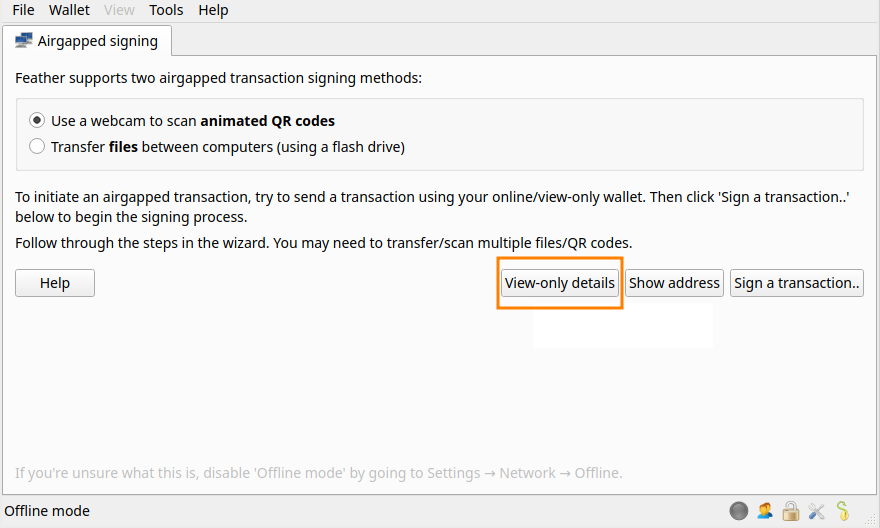 File Wallet View Tools Help
Airgapped signing
Feather supports two airgapped transaction signing methods:
Use a webcam to scan animated QR codes
Transfer files between computers (using a flash drive)
To initiate an airgapped transaction, try to send a transaction using your online/view-only wallet. Then click 'Sign a transaction..'
below to begin the signing process.
Follow through the steps in the wizard. You may need to transfer/scan multiple files/QR codes.
Help View-only details Show address Sign a transaction..
If you're unsure what this is, disable 'Offline mode' by going to Settings → Network → Offline.
Offline mode